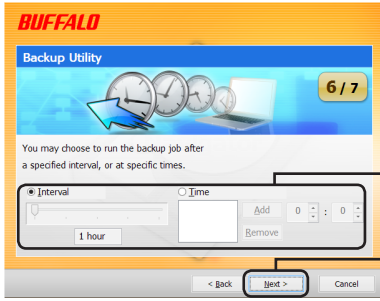 BUFFALO
Backup Utility
6 / 7
You may choose to run the backup job after
a specified interval, or at specific times.
Interval
Time
Add
0 : 0
1 hour
Remove
< Back
Next >
Cancel